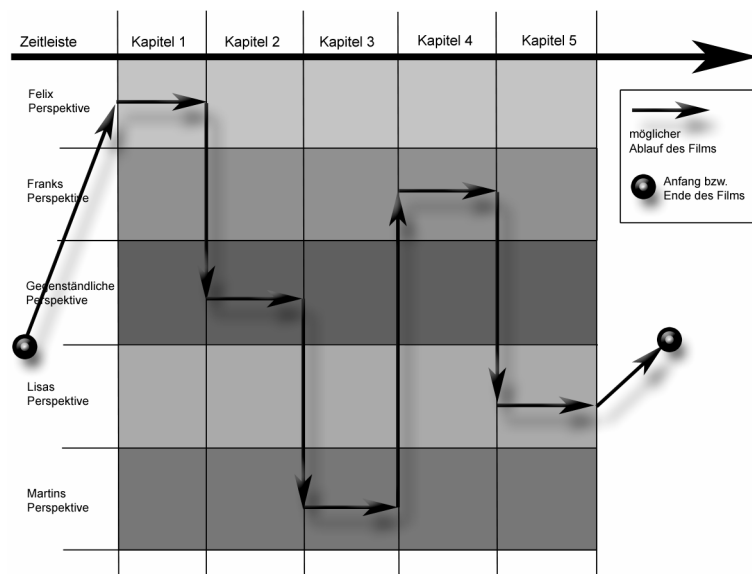 Zeitleiste
Kapitel 1
Kapitel 2
Kapitel 3
Kapitel 4
Kapitel 5
Felix
Perspektive
Franks
Perspektive
Gegenständliche
Perspektive
Lisas
Perspektive
Martins
Perspektive
möglicher
Ablauf des Films
Anfang bzw.
Ende des Films